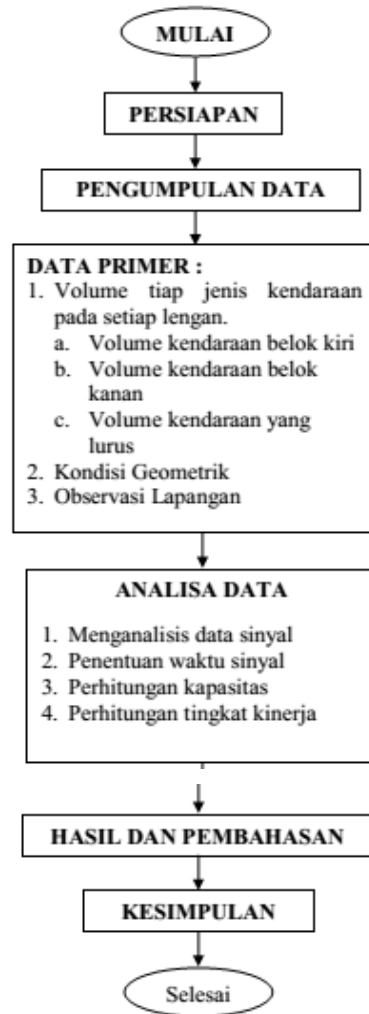 MULAI
PERSIAPAN
PENGUMPULAN DATA
DATA PRIMER :
1. Volume tiap jenis kendaraan
pada setiap lengan.
a. Volume kendaraan belok kiri
b. Volume kendaraan belok
kanan
c. Volume kendaraan yang
lurus
2. Kondisi Geometrik
3. Observasi Lapangan
ANALISA DATA
1. Menganalisis data sinyal
2. Penentuan waktu sinyal
3. Perhitungan kapasitas
4. Perhitungan tingkat kinerja
HASIL DAN PEMBAHASAN
KESIMPULAN
Selesai